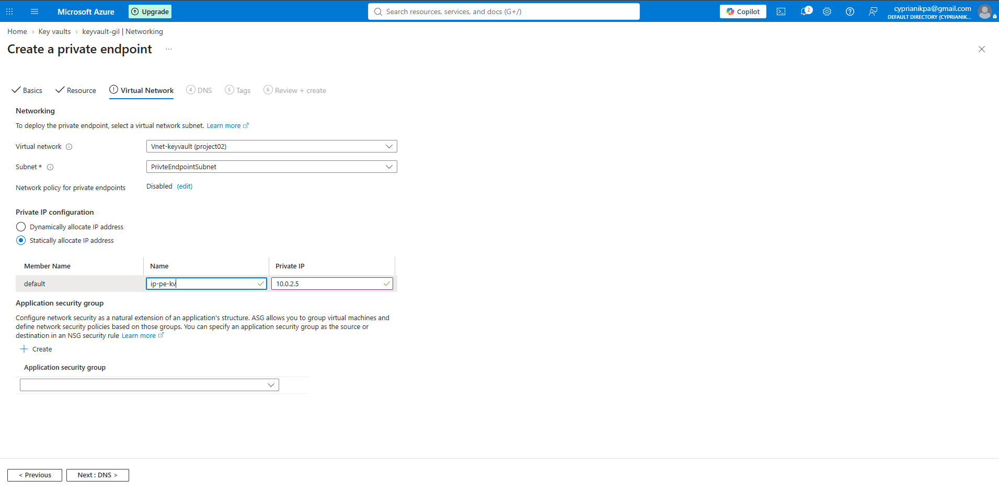 Microsoft Azure
Upgrade
Search resources, services, and docs (G+/)
Copilot
2
cyprianikpa@gmail.com
DEFAULT DIRECTORY (CYPRIANIK...
Home > Key vaults > keyvault-gil | Networking
Create a private endpoint ...
Basics
Resource
Virtual Network
4 DNS
5 Tags
6 Review + create
Networking
To deploy the private endpoint, select a virtual network subnet. Learn more
Virtual network
Vnet-keyvault (project02)
Subnet *
PrivteEndpointSubnet
Network policy for private endpoints
Disabled (edit)
Private IP configuration
Dynamically allocate IP address
Statically allocate IP address
Member Name
Name
Private IP
default
ip-pe-kv
10.0.2.5
Application security group
Configure network security as a natural extension of an application's structure. ASG allows you to group virtual machines and
define network security policies based on those groups. You can specify an application security group as the source or
destination in an NSG security rule Learn more
Create
Application security group
< Previous
Next : DNS >